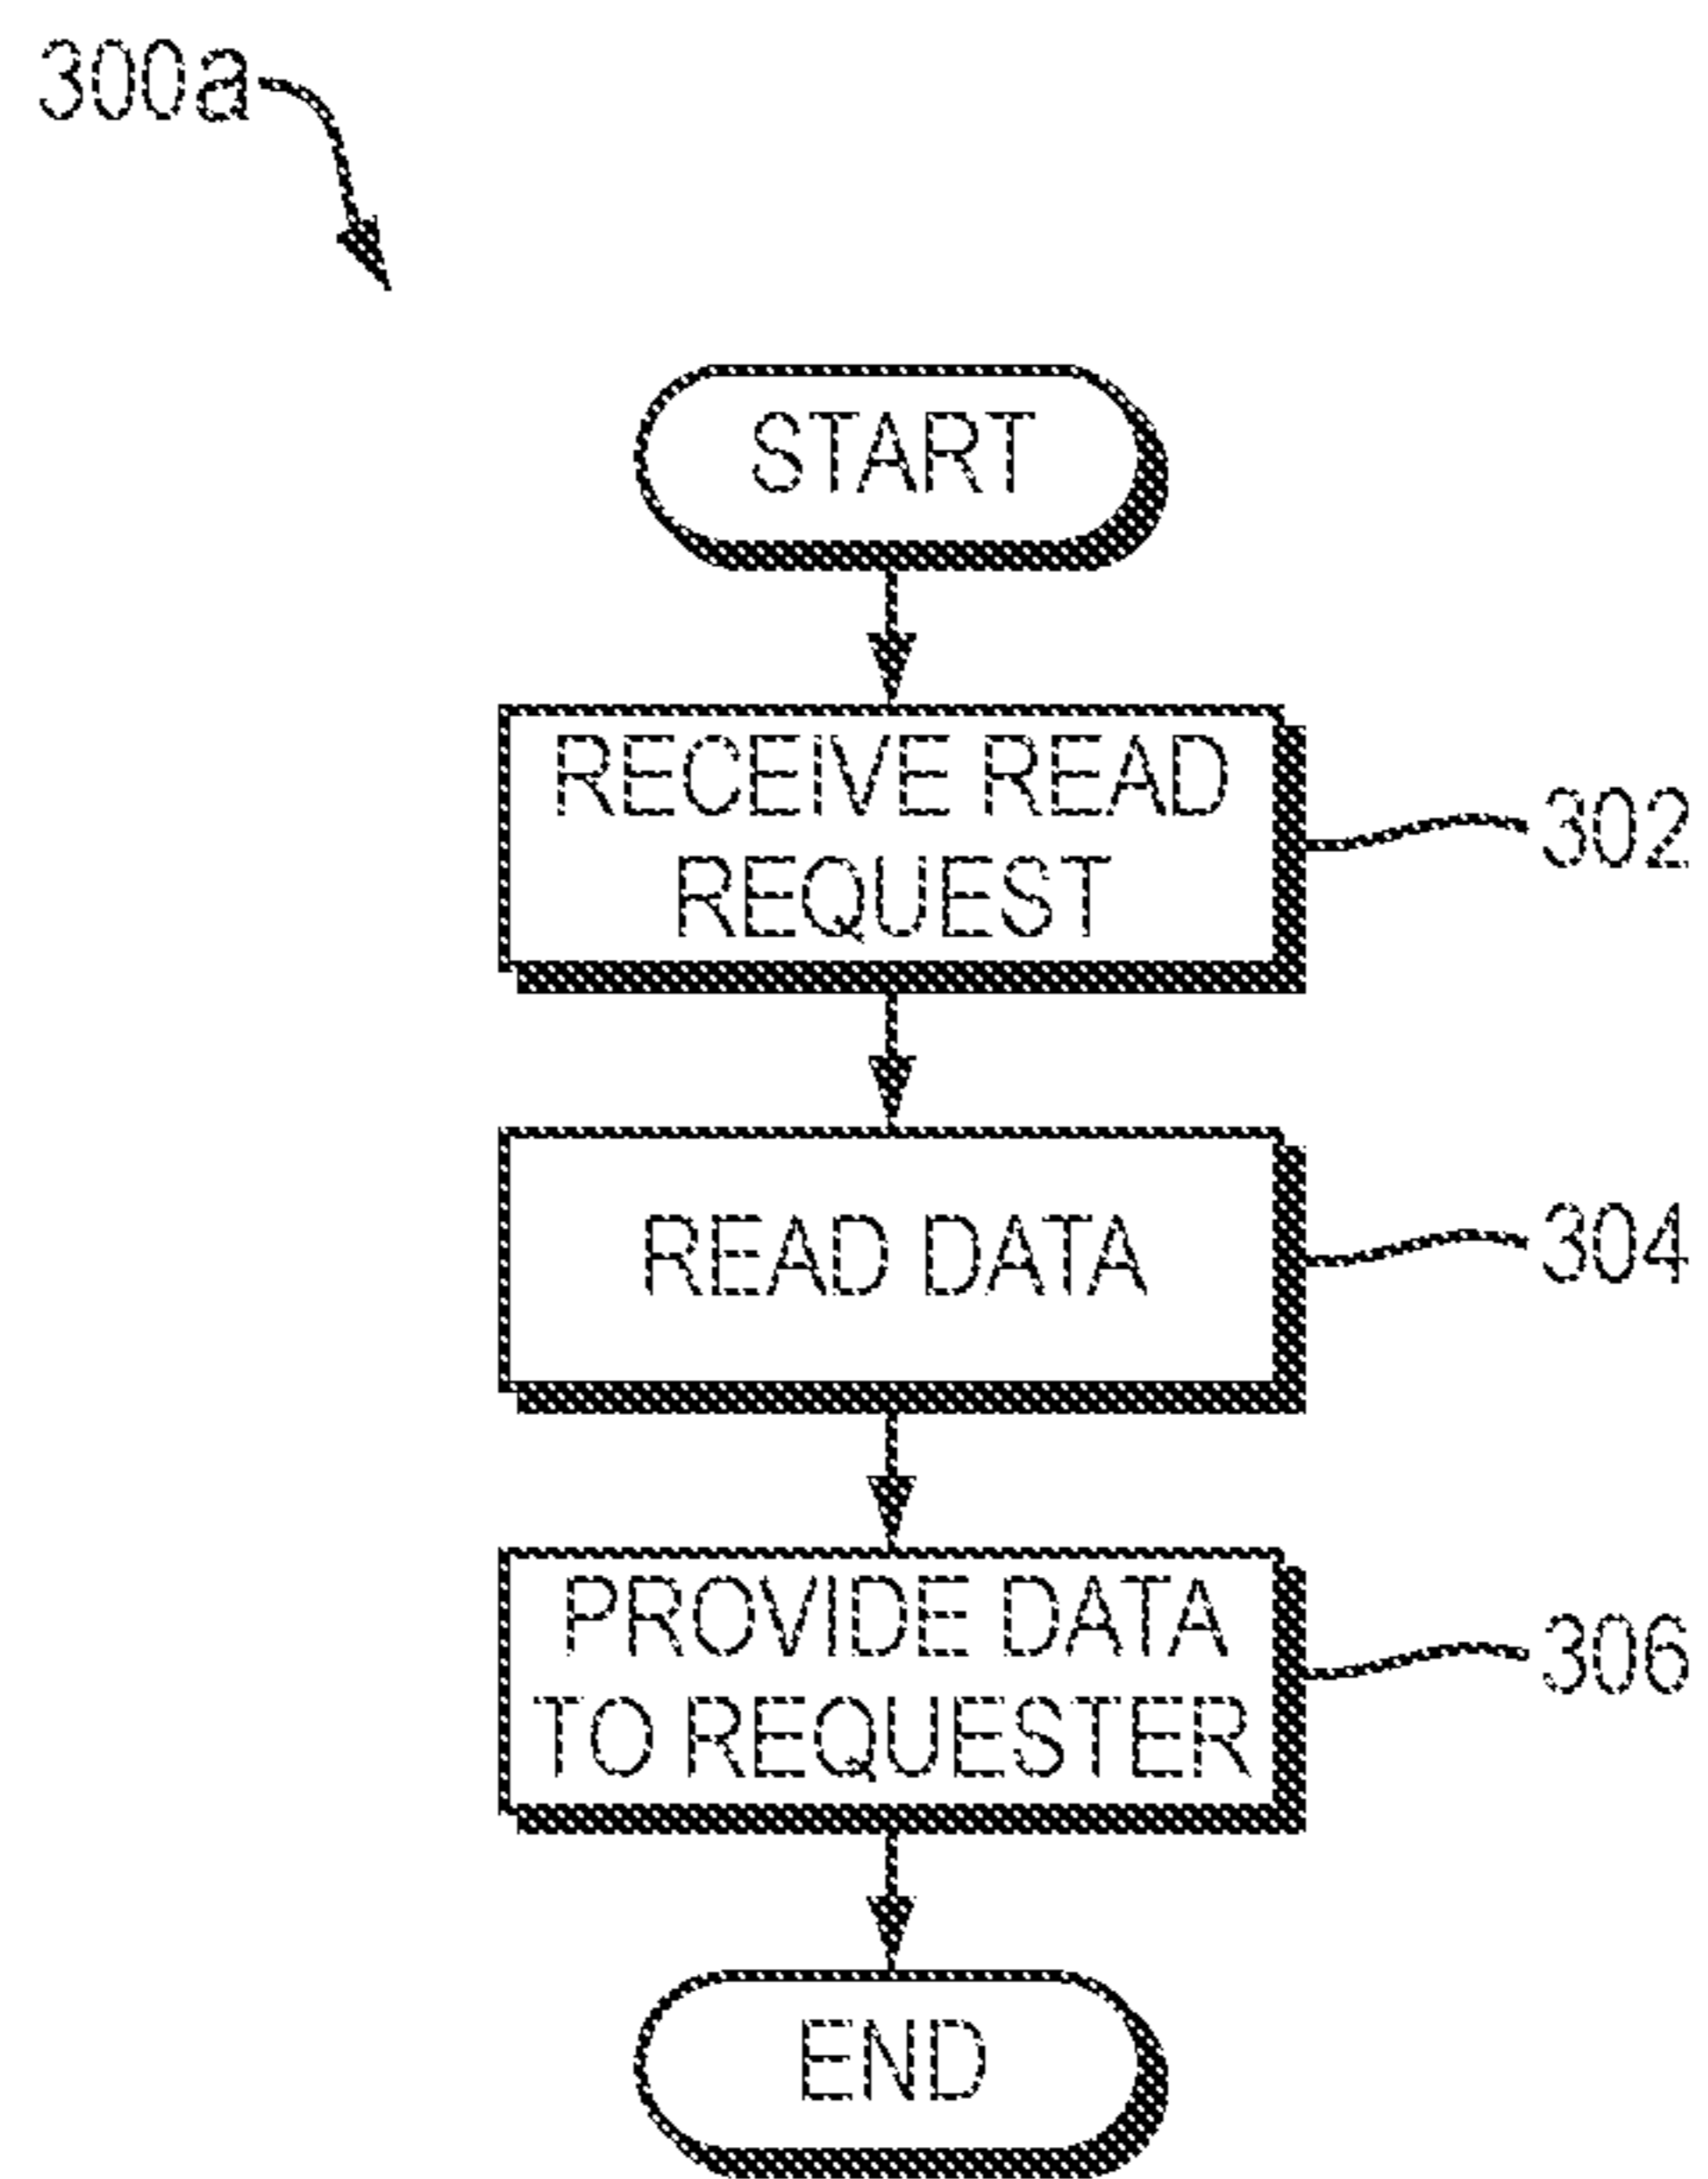 300a
START
RECEIVE READ
REQUEST
302
READ DATA
304
PROVIDE DATA
TO REQUESTER
306
END